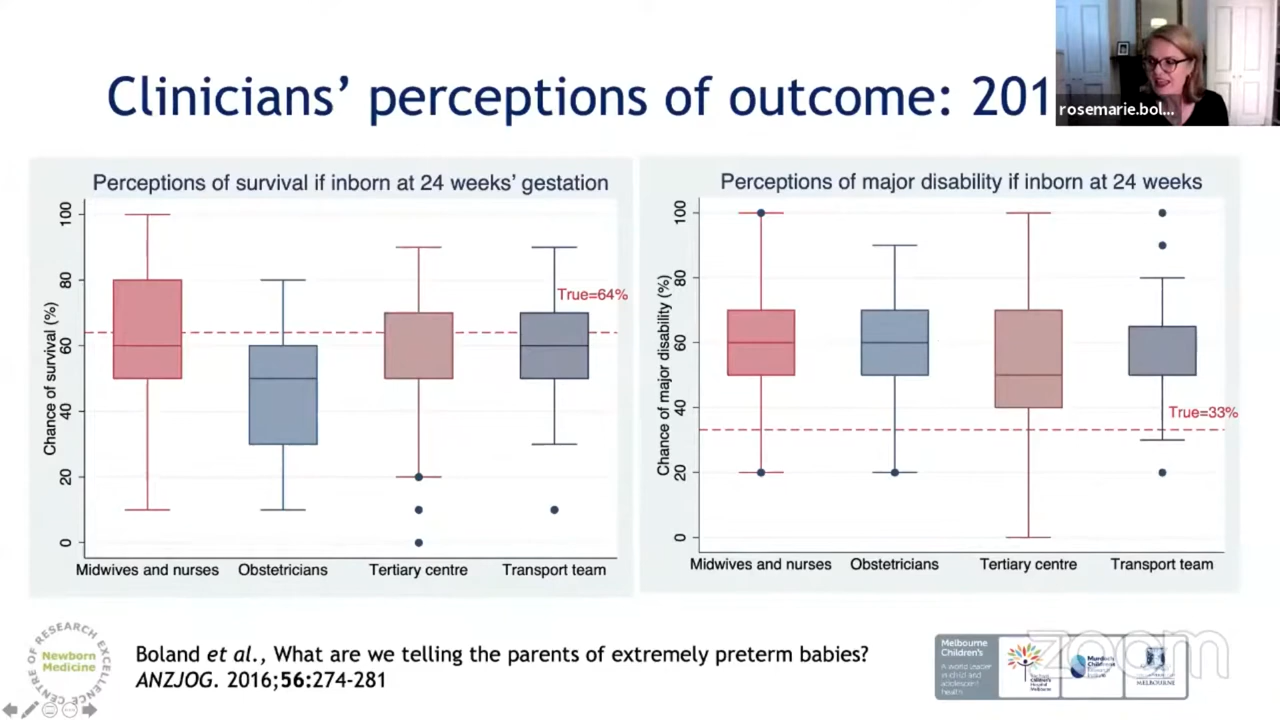 Clinicians’ perceptions of outcome: 201
rosemarie.bol...
Perceptions of survival if inborn at 24 weeks’ gestation
Chance of survival (%)
100
80
60
40
20
0
True=64%
Midwives and nurses Obstetricians Tertiary centre Transport team
Perceptions of major disability if inborn at 24 weeks
Chance of major disability (%)
100
80
60
40
20
0
True=33%
Midwives and nurses Obstetricians Tertiary centre Transport team
CENTRE OF RESEARCH EXCELLENCE
Newborn
Medicine
Boland et al., What are we telling the parents of extremely preterm babies?
ANZJOG. 2016;56:274-281
Melbourne
Children's
A world leader
in child and
adolescent
health
MELBOURNE
zoom